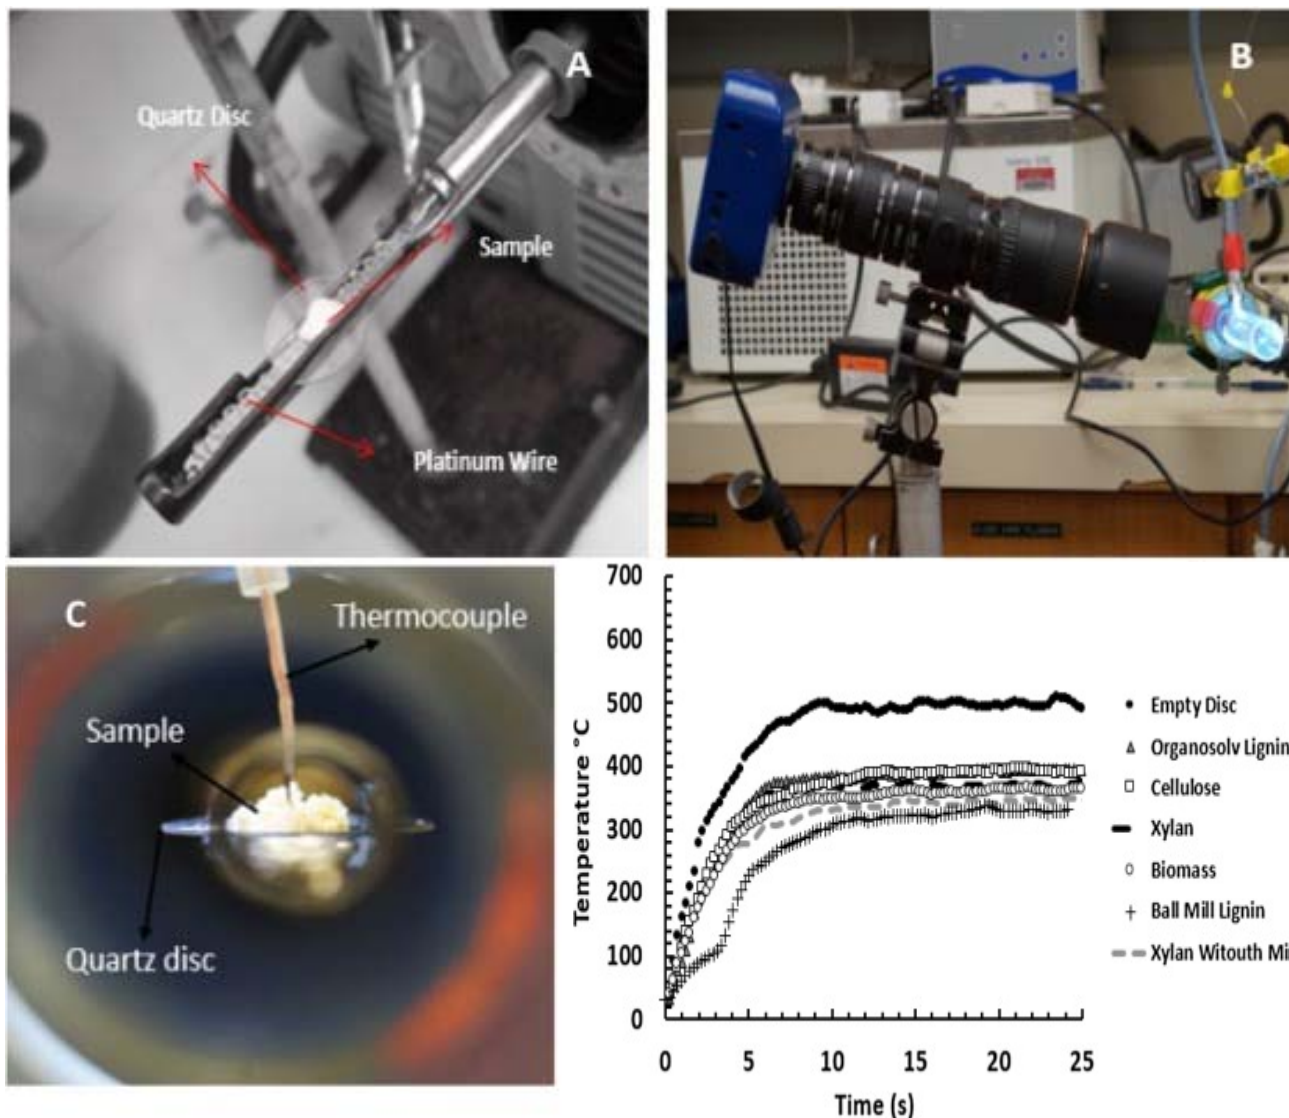 A
Quartz Disc
Sample
Platinum Wire
B
C
Thermocouple
Sample
Quartz disc
Temperature °C
700
600
500
400
300
200
100
0
0 5 10 15 20 25
Time (s)
Empty Disc
Organosolv Lignin
Cellulose
Xylan
Biomass
Ball Mill Lignin
Xylan Witouth Mi